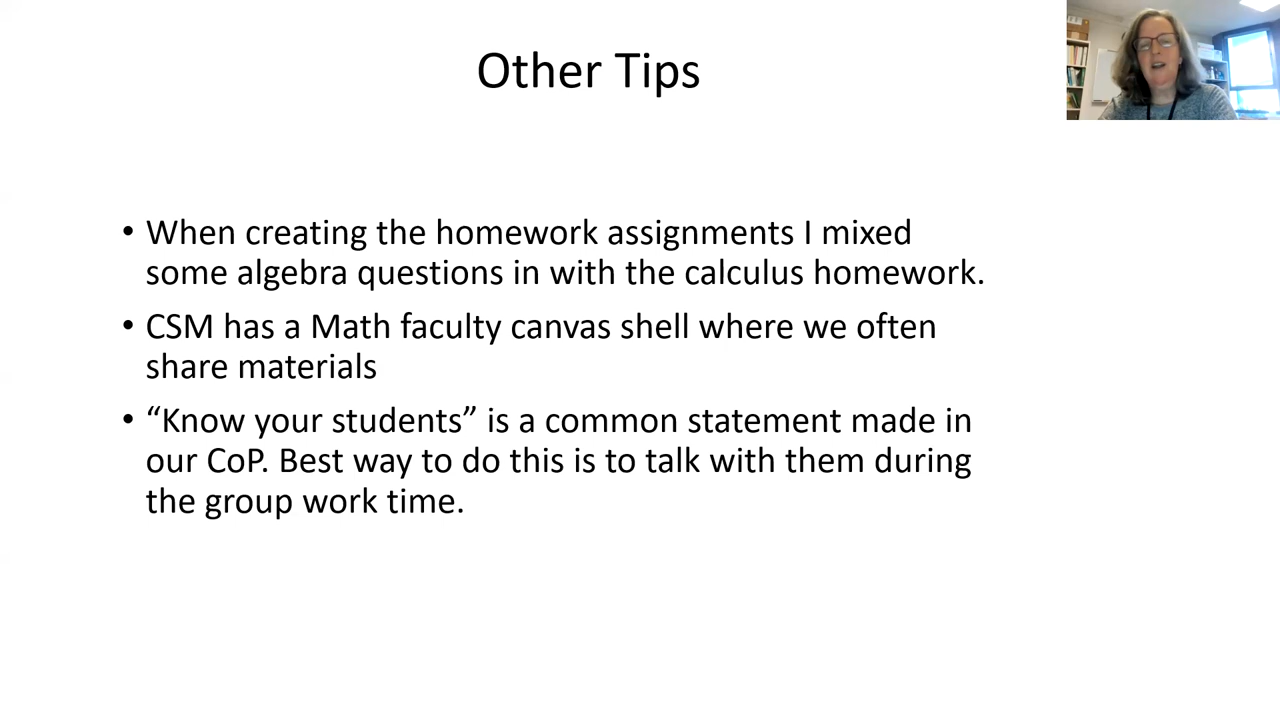 Other Tips
• When creating the homework assignments I mixed
some algebra questions in with the calculus homework.
• CSM has a Math faculty canvas shell where we often
share materials
• “Know your students” is a common statement made in
our CoP. Best way to do this is to talk with them during
the group work time.